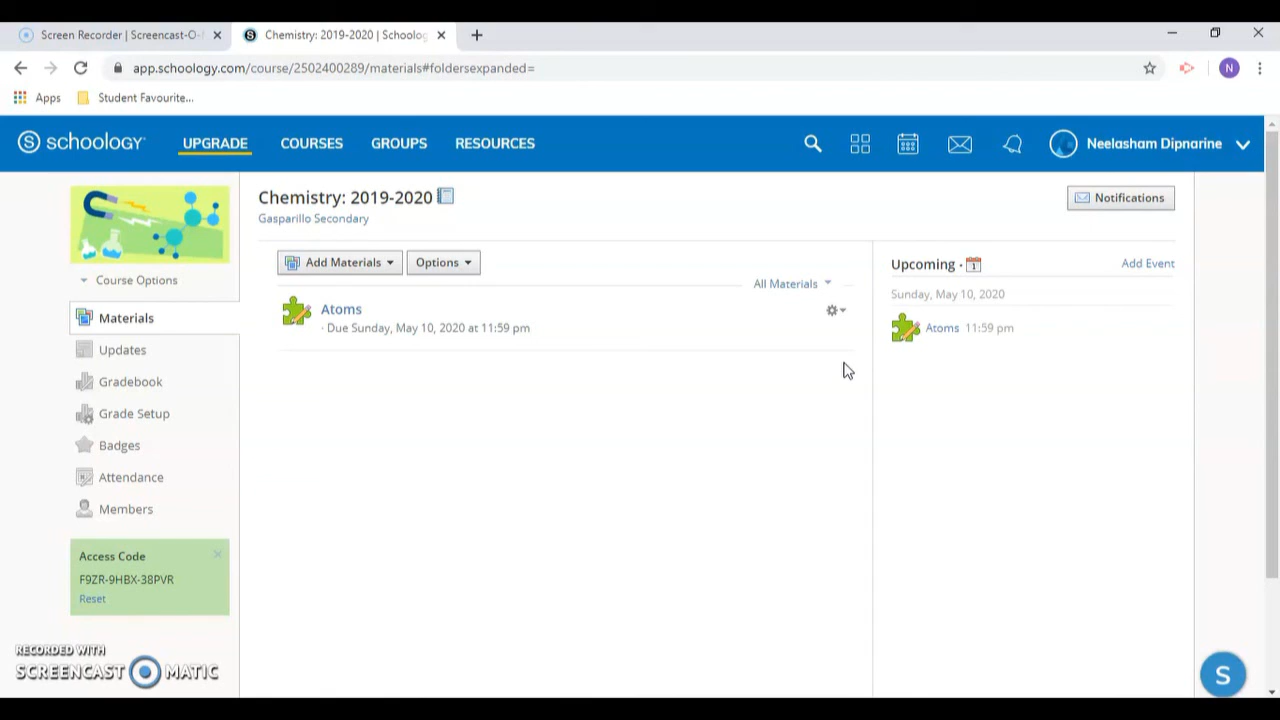 Screen Recorder | Screencast-O-
Chemistry: 2019-2020 | Schoolog
app.schoology.com/course/2502400289/materials#foldersexpanded=
N
Apps
Student Favourite...
S schoology
UPGRADE
COURSES
GROUPS
RESOURCES
Neelasham Dipnarine
Chemistry: 2019-2020
Gasparillo Secondary
Notifications
Course Options
Materials
Updates
Gradebook
Grade Setup
Badges
Attendance
Members
Access Code
F9ZR-9HBX-38PVR
Reset
Add Materials
Options
All Materials
Atoms
· Due Sunday, May 10, 2020 at 11:59 pm
Upcoming · 1
Add Event
Sunday, May 10, 2020
Atoms 11:59 pm
RECORDED WITH
SCREENCAST MATIC
S